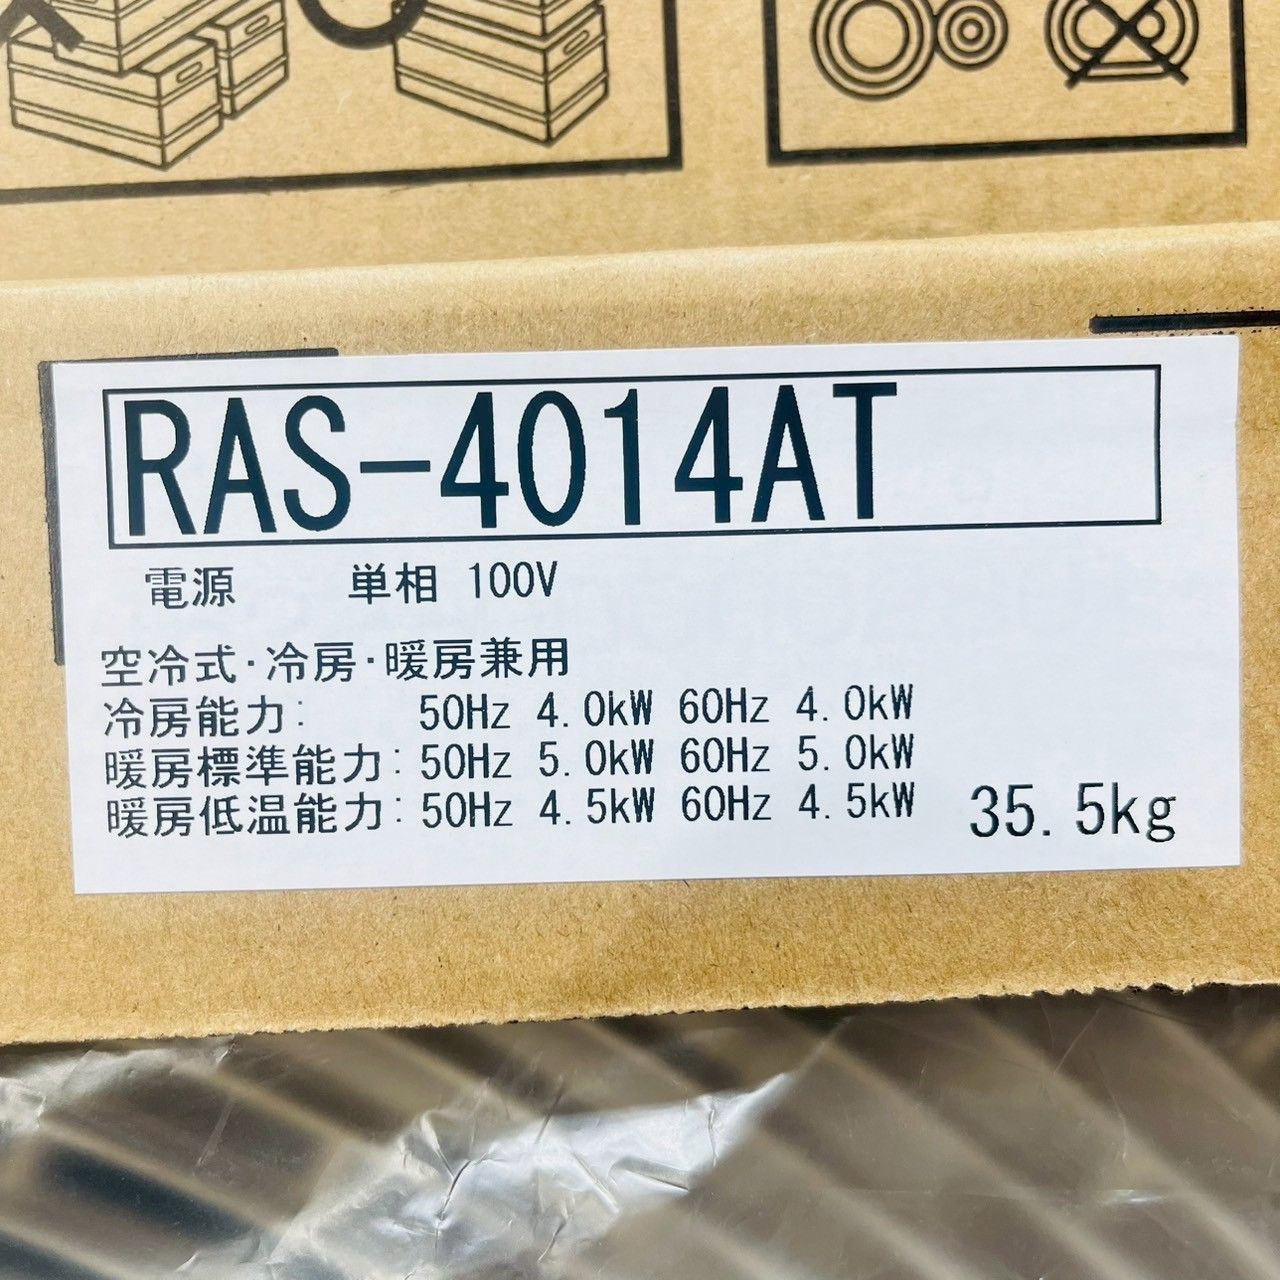 RAS-4014AT
電源 単相 100V
空冷式・冷房・暖房兼用
冷房能力: 50Hz 4.0kW 60Hz 4.0kW
暖房標準能力: 50Hz 5.0kW 60Hz 5.0kW
暖房低温能力: 50Hz 4.5kW 60Hz 4.5kW 35.5kg